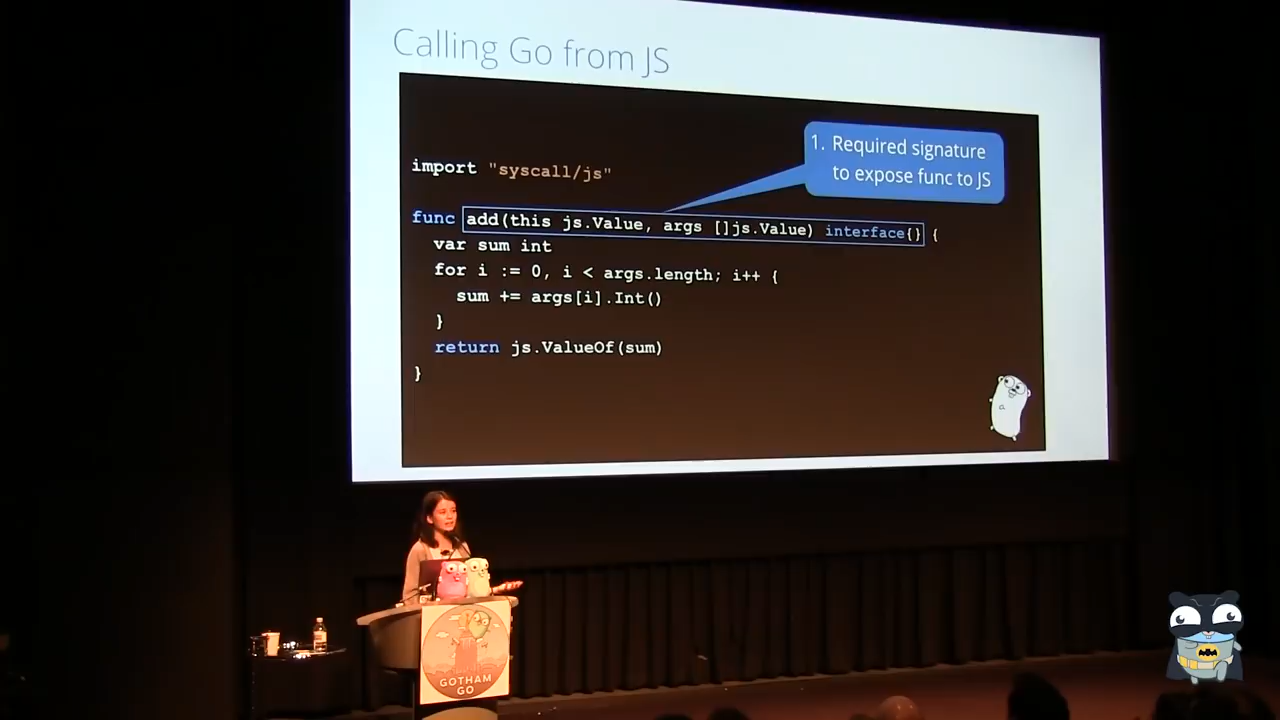 Calling Go from JS
1. Required signature
to expose func to JS
import "syscall/js"
func add(this js.Value, args []js.Value) interface{} {
var sum int
for i := 0, i < args.length; i++ {
sum += args[i].Int()
}
return js.ValueOf(sum)
}
GOTHAM
GO